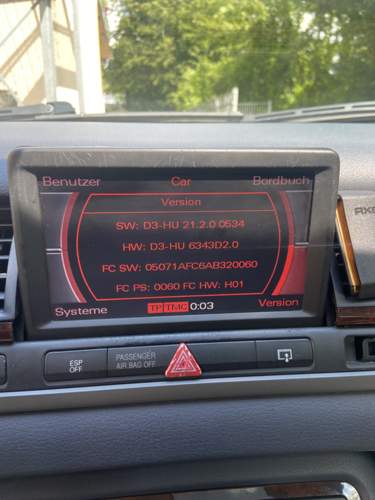 Benutzer Car Bordbuch
Version
SW: D3-HU 21.2.0 0534
HW: D3-HU 6343D2.0
FC SW: 05071AFC6AB320060
FC PS: 0060 FC HW: H01
Systeme TP|TMC 0:03 Version
ESP OFF
PASSENGER AIR BAG OFF